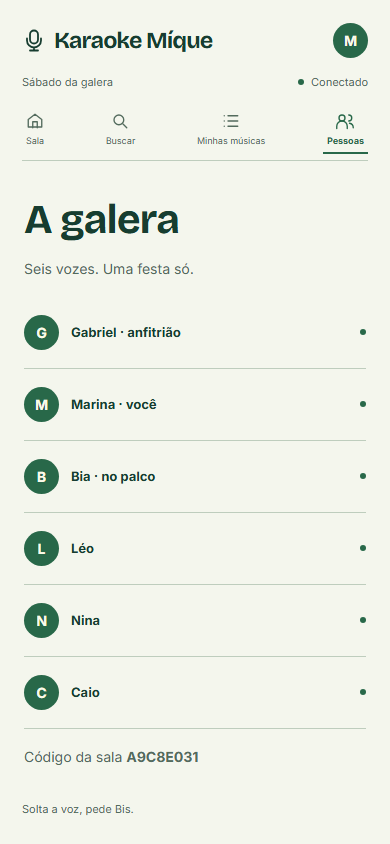 Karaoke Míque
M
Sábado da galera
Conectado
Sala
Buscar
Minhas músicas
Pessoas
A galera
Seis vozes. Uma festa só.
G
Gabriel · anfitrião
M
Marina · você
B
Bia · no palco
L
Léo
N
Nina
C
Caio
Código da sala A9C8E031
Solta a voz, pede Bis.